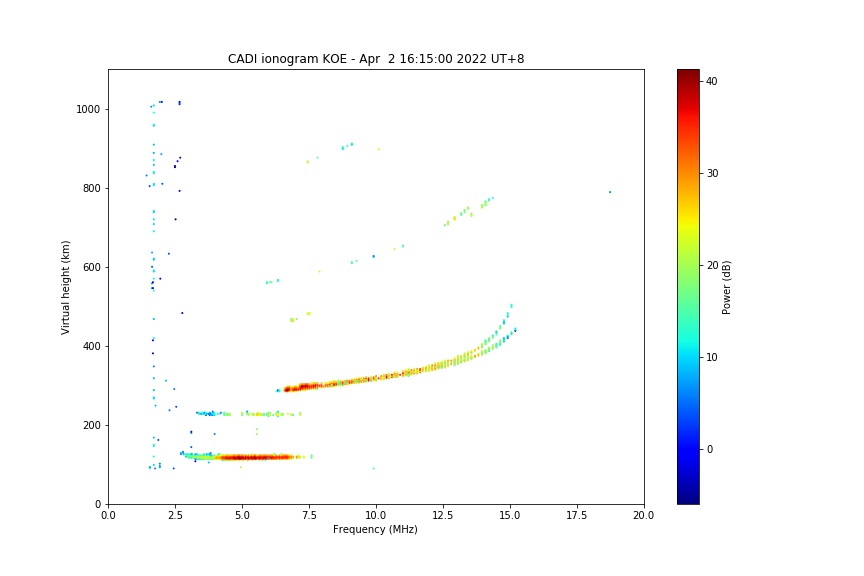 CADI ionogram KOE - Apr  2 16:15:00 2022 UT+8
1000
800
600
400
200
0
Virtual height (km)
0.0 2.5 5.0 7.5 10.0 12.5 15.0 17.5 20.0
Frequency (MHz)
40
30
20
10
0
Power (dB)